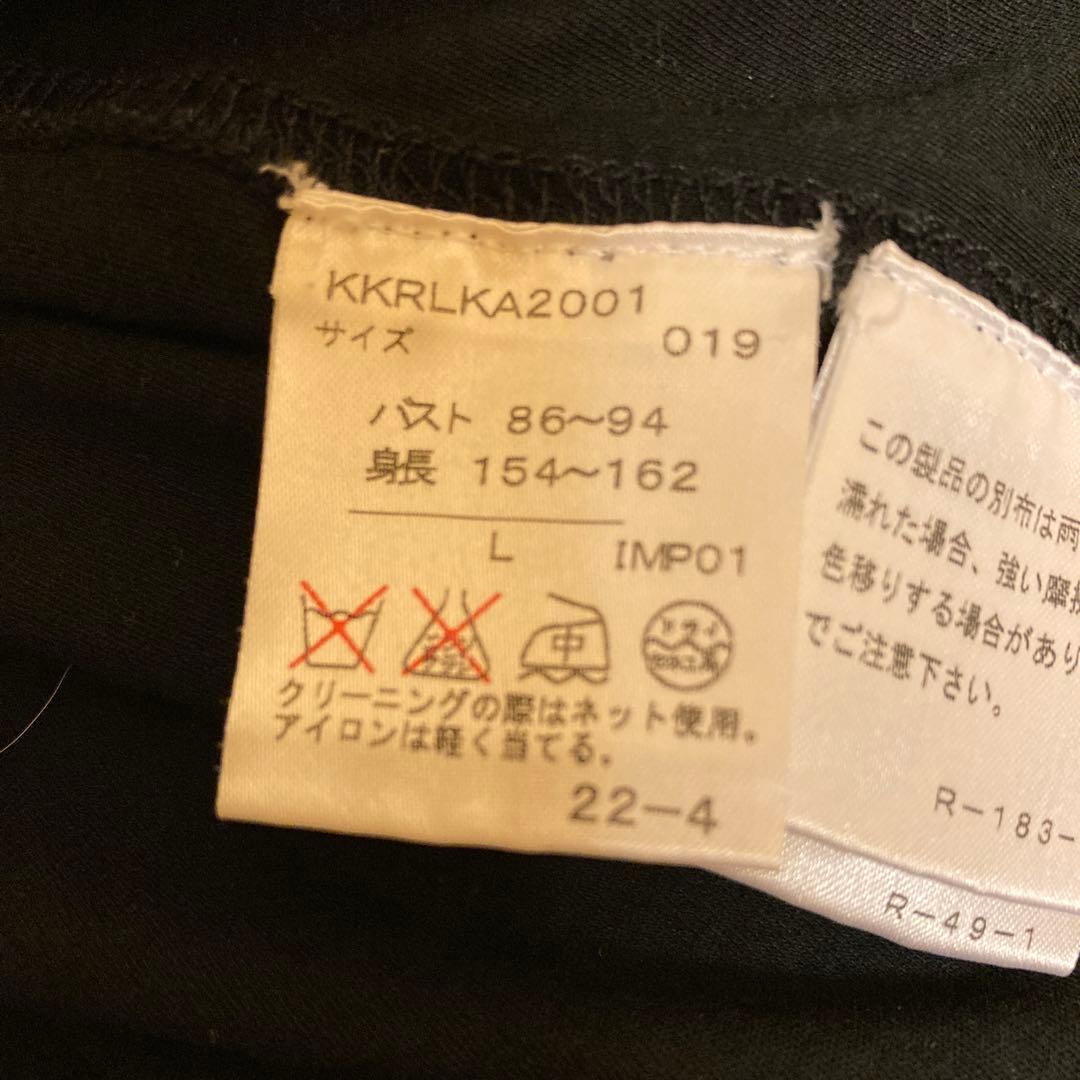 KKRLKA2001
サイズ 019
バスト 86〜94
身長 154〜162
L IMP01
中
ドライ
クリーニングの際はネット使用。
アイロンは軽く当てる。
22-4
この製品の別布は
濡れた場合、強い摩
色移りする場合があり
でご注意下さい。
R-183-
R-49-1